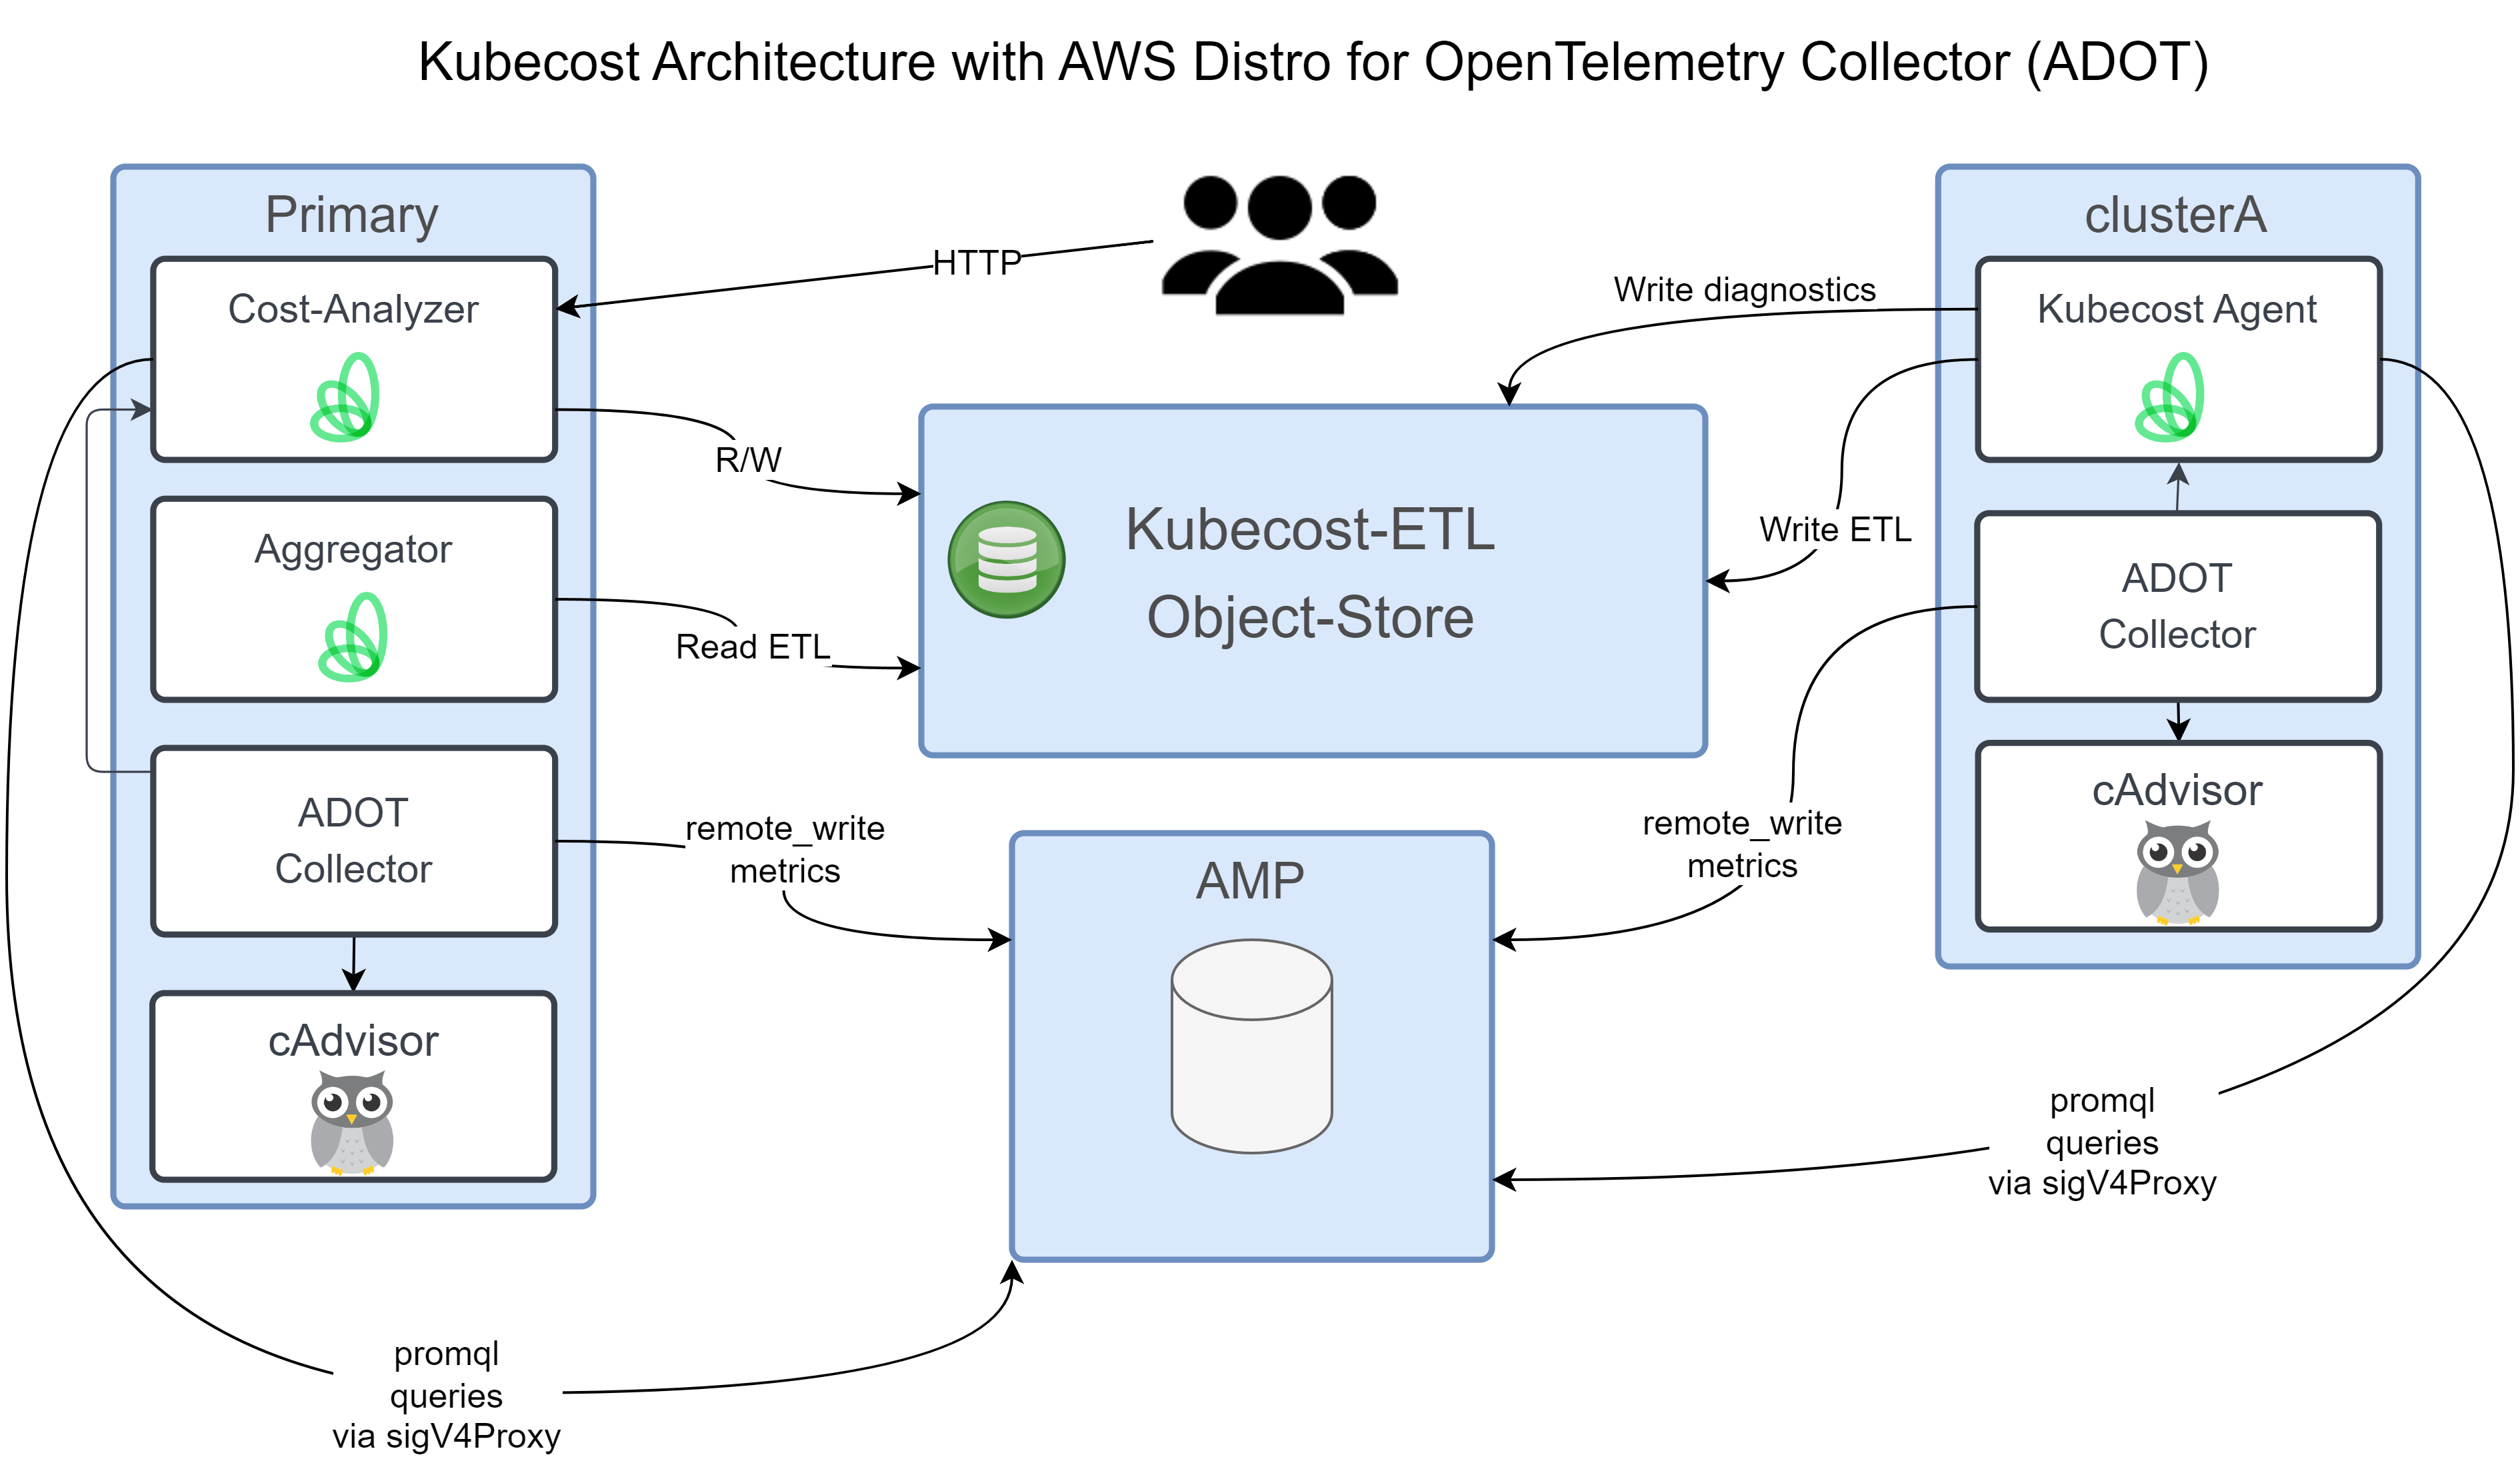 Kubecost Architecture with AWS Distro for OpenTelemetry Collector (ADOT)
Primary
Cost-Analyzer
Aggregator
ADOT
Collector
cAdvisor
HTTP
R/W
Read ETL
remote_write
metrics
promql
queries
via sigV4Proxy
Kubecost-ETL
Object-Store
AMP
Write diagnostics
Write ETL
remote_write
metrics
promql
queries
via sigV4Proxy
clusterA
Kubecost Agent
ADOT
Collector
cAdvisor